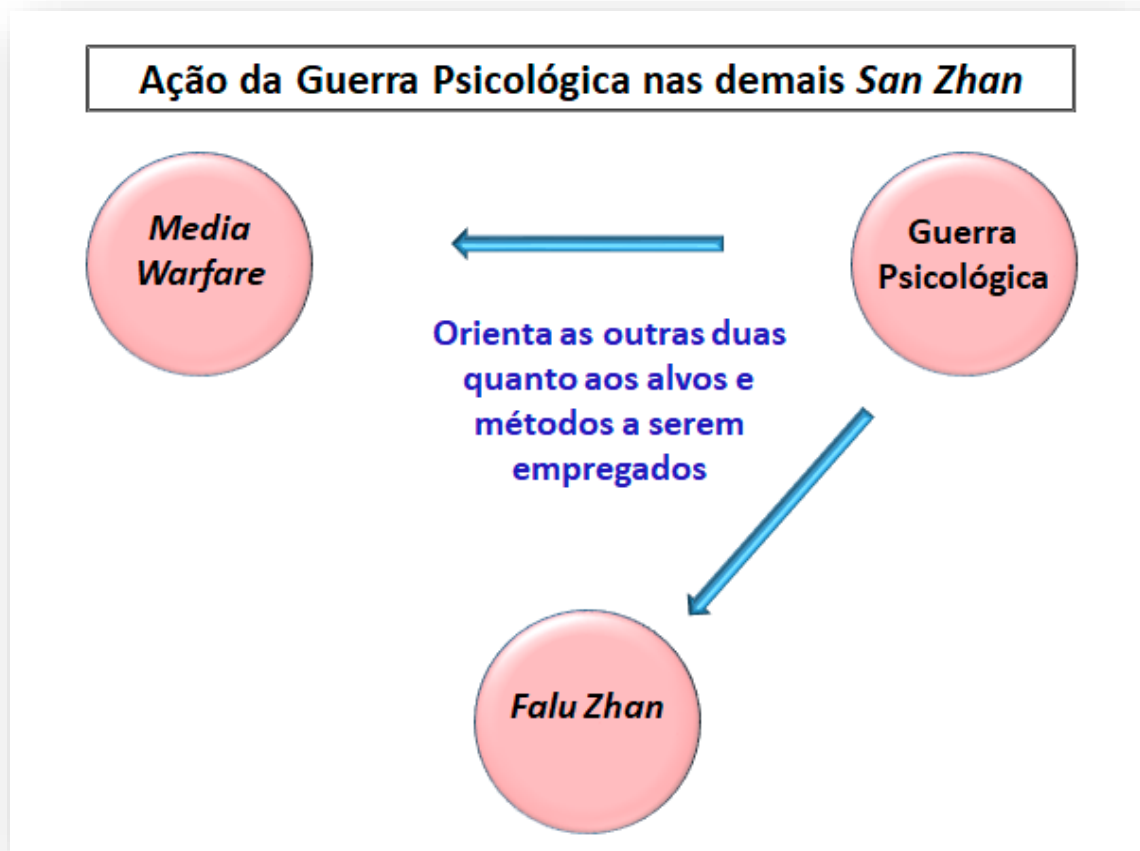 Ação da Guerra Psicológica nas demais San Zhan
Media
Warfare
Guerra
Psicológica
Orienta as outras duas
quanto aos alvos e
métodos a serem
empregados
Falu Zhan